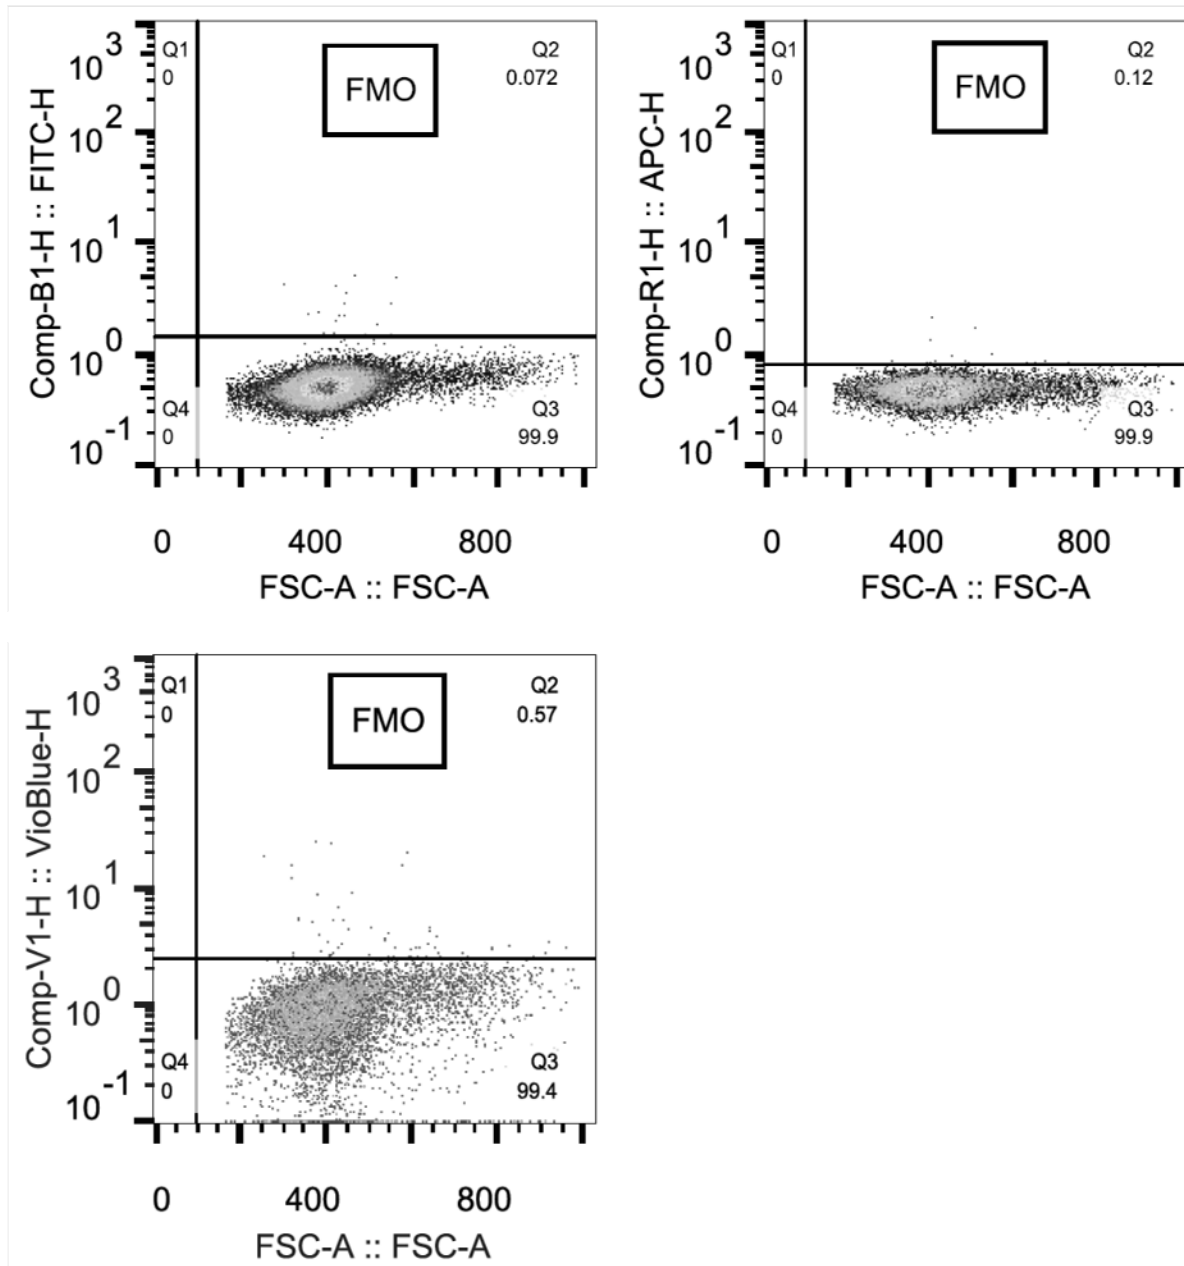 Comp-B1-H :: FITC-H
10 3
10 2
10 1
10 0
10 -1
Q1
0
FMO
Q2
0.072
Q4
0
Q3
99.9
0 400 800
FSC-A :: FSC-A
Comp-R1-H :: APC-H
10 3
10 2
10 1
10 0
10 -1
Q1
0
FMO
Q2
0.12
Q4
0
Q3
99.9
0 400 800
FSC-A :: FSC-A
Comp-V1-H :: VioBlue-H
10 3
10 2
10 1
10 0
10 -1
Q1
0
FMO
Q2
0.57
Q4
0
Q3
99.4
0 400 800
FSC-A :: FSC-A